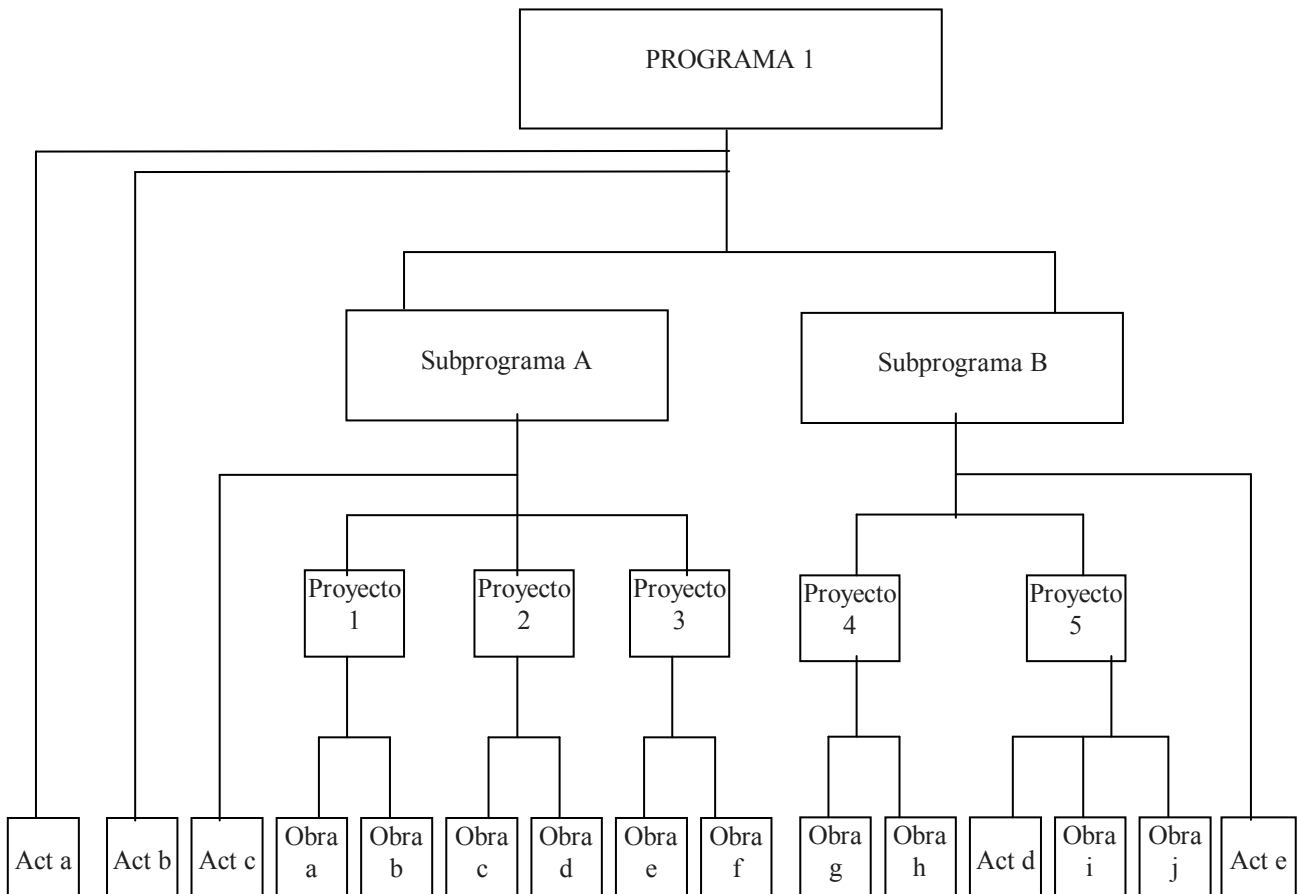 PROGRAMA 1
Subprograma A
Subprograma B
Proyecto
1
Proyecto
2
Proyecto
3
Proyecto
4
Proyecto
5
Act a
Act b
Act c
Obra
a
Obra
b
Obra
c
Obra
d
Obra
e
Obra
f
Obra
g
Obra
h
Act d
Obra
i
Obra
j
Act e